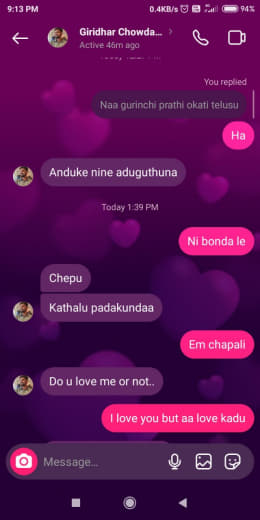 9:13 PM
0.4KB/s
94%
Giridhar Chowda...
Active 46m ago
You replied
Naa gurinchi prathi okati telusu
Ha
Anduke nine aduguthuna
Today 1:39 PM
Ni bonda le
Chepu
Kathalu padakundaa
Em chapali
Do u love me or not..
I love you but aa love kadu
Message...